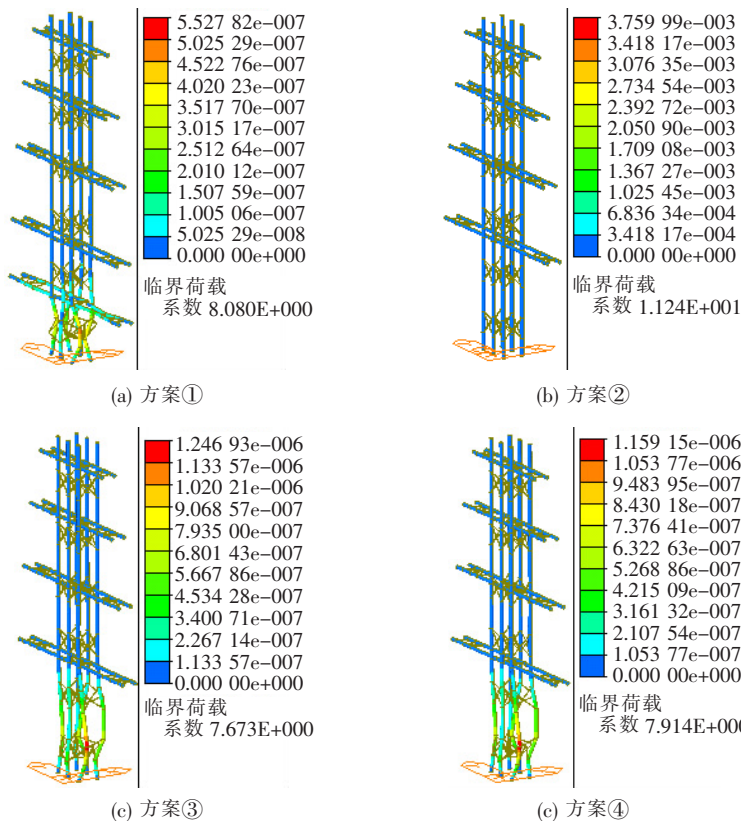 5.527 82e-007
5.025 29e-007
4.522 76e-007
4.020 23e-007
3.517 70e-007
3.015 17e-007
2.512 64e-007
2.010 12e-007
1.507 59e-007
1.005 06e-007
5.025 29e-008
0.000 00e+000
临界荷载
系数 8.080E+000
(a) 方案①
3.759 99e-003
3.418 17e-003
3.076 35e-003
2.734 54e-003
2.392 72e-003
2.050 90e-003
1.709 08e-003
1.367 27e-003
1.025 45e-003
6.836 34e-004
3.418 17e-004
0.000 00e+000
临界荷载
系数 1.124E+001
(b) 方案②
1.246 93e-006
1.133 57e-006
1.020 21e-006
9.068 57e-007
7.935 00e-007
6.801 43e-007
5.667 86e-007
4.534 28e-007
3.400 71e-007
2.267 14e-007
1.133 57e-007
0.000 00e+000
临界荷载
系数 7.673E+000
(c) 方案③
1.159 15e-006
1.053 77e-006
9.483 95e-007
8.430 18e-007
7.376 41e-007
6.322 63e-007
5.268 86e-007
4.215 09e-007
3.161 32e-007
2.107 54e-007
1.053 77e-007
0.000 00e+000
临界荷载
系数 7.914E+000
(c) 方案④